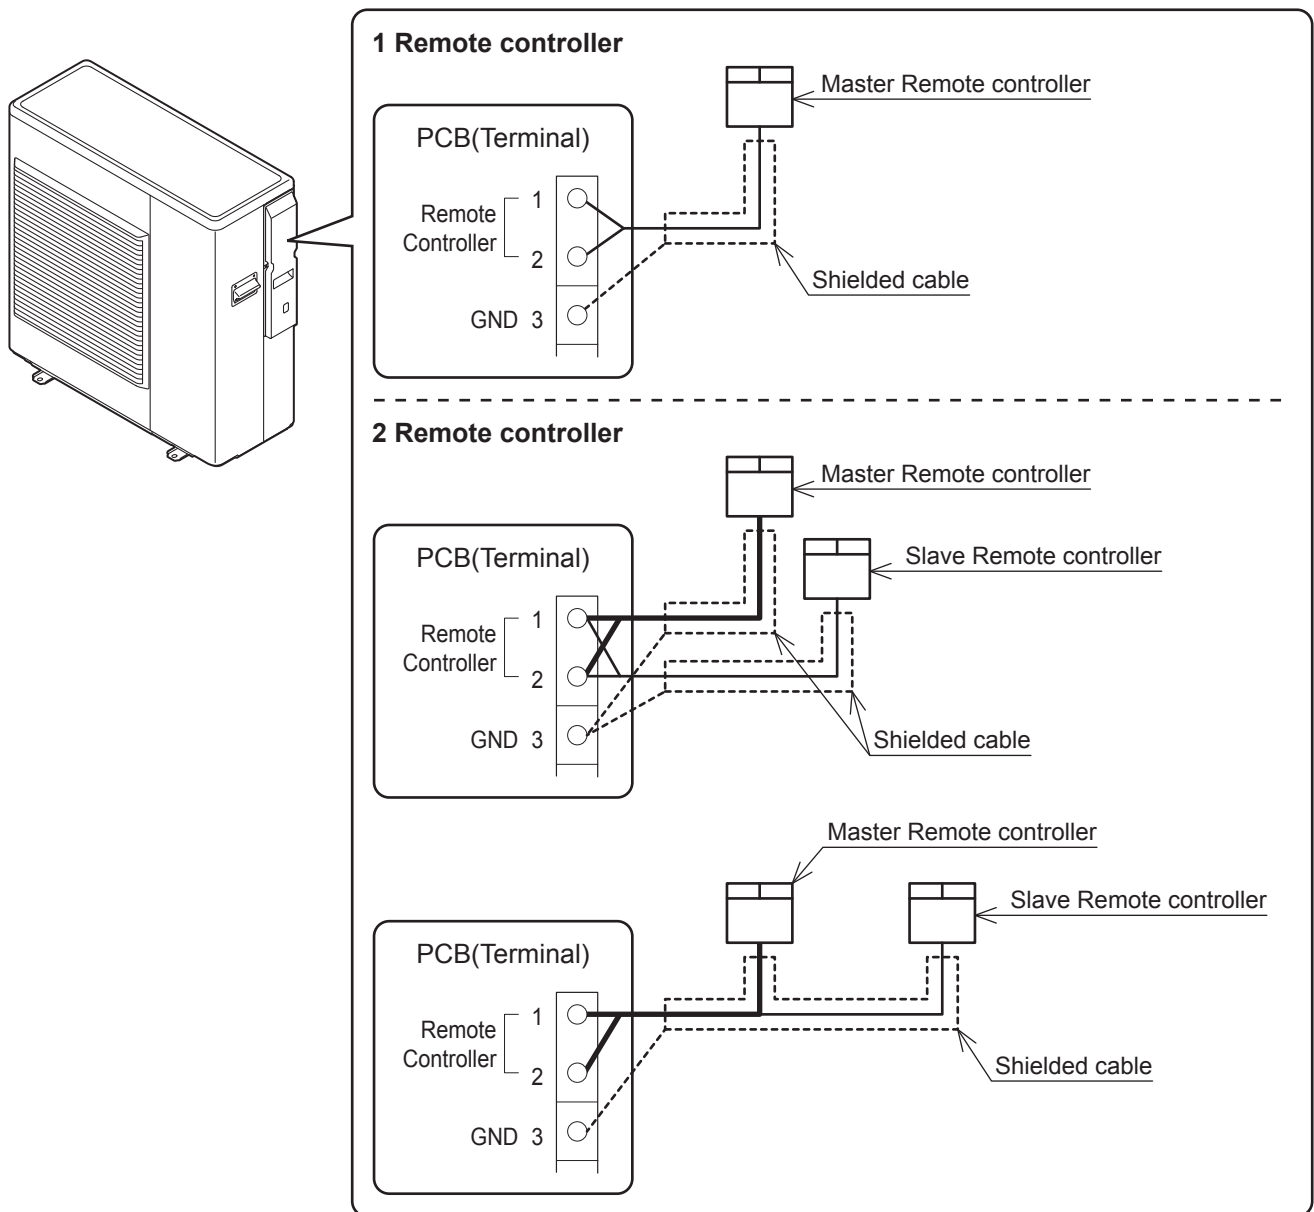 1 Remote controller
Master Remote controller
PCB(Terminal)
Remote
Controller
1
2
GND 3
Shielded cable
2 Remote controller
Master Remote controller
Slave Remote controller
PCB(Terminal)
Remote
Controller
1
2
GND 3
Shielded cable
Master Remote controller
Slave Remote controller
PCB(Terminal)
Remote
Controller
1
2
GND 3
Shielded cable